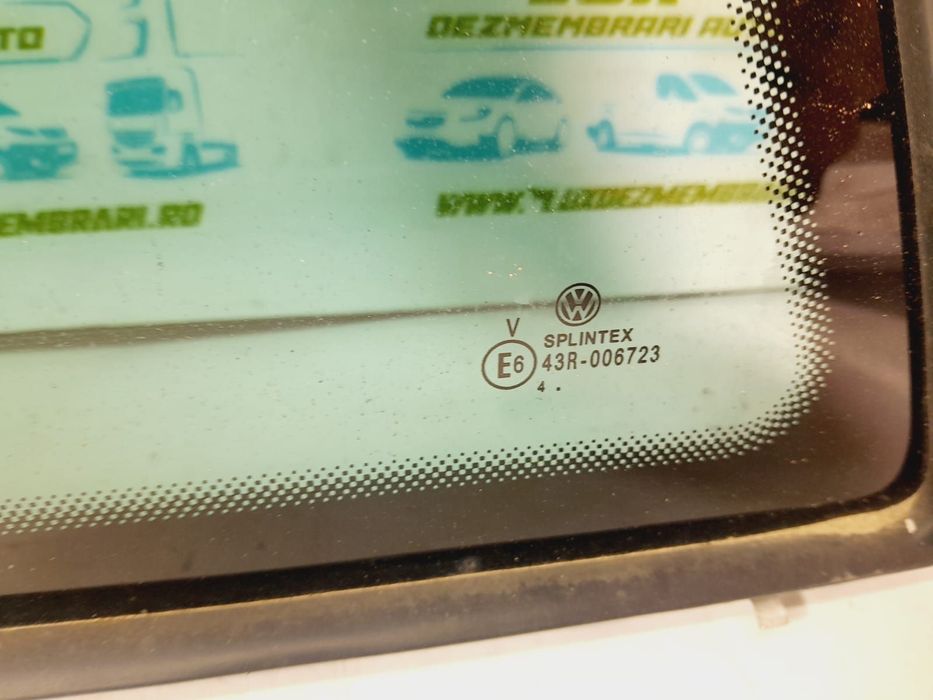 TO
DEZMEMBRARI AU
EMBRARI.RO
SPLINTEX
V
E6 43R-006723
4 .